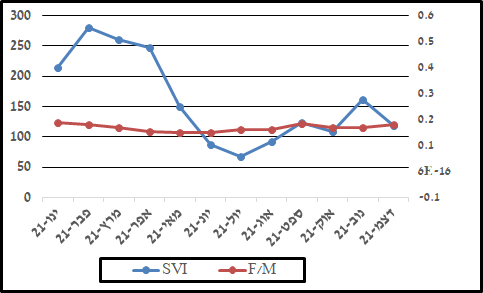 300
250
200
150
100
50
0
0.6
0.5
0.4
0.3
0.2
0.1
6E-16
-0.1
ינו-21
פבר-21
מרץ-21
אפר-21
מאי-21
יונ-21
יול-21
אוג-21
ספט-21
אוק-21
נוב-21
דצמ-21
SVI F/M